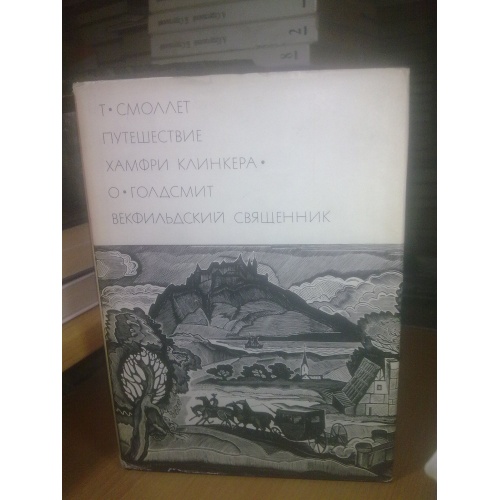 Т • СМОЛЛЕТ
ПУТЕШЕСТВИЕ
ХАМФРИ КЛИНКЕРА •
О • ГОЛДСМИТ
ВЕКФИЛЬДСКИЙ СВЯЩЕННИК